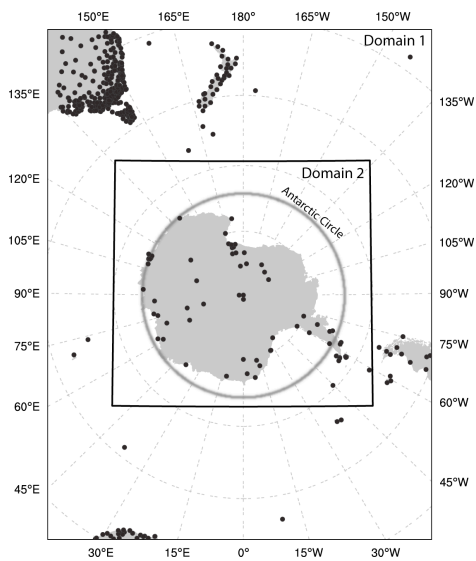 150°E 165°E 180° 165°W 150°W
Domain 1
135°E 135°W
Domain 2
120°E 120°W
Antarctic Circle
105°E 105°W
90°E 90°W
75°E 75°W
60°E 60°W
45°E 45°W
30°E 15°E 0° 15°W 30°W